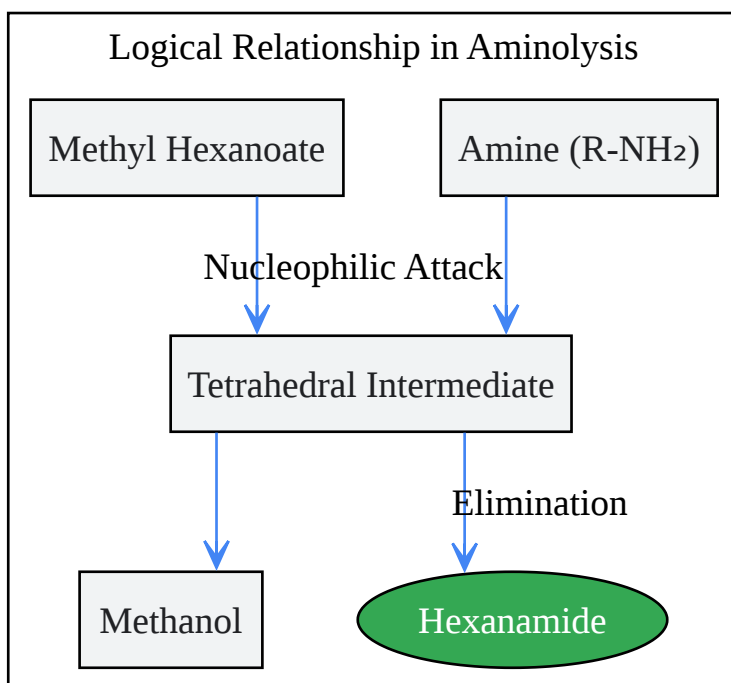 Logical Relationship in Aminolysis
Methyl Hexanoate
Amine (R-NH₂)
Nucleophilic Attack
Tetrahedral Intermediate
Elimination
Methanol
Hexanamide